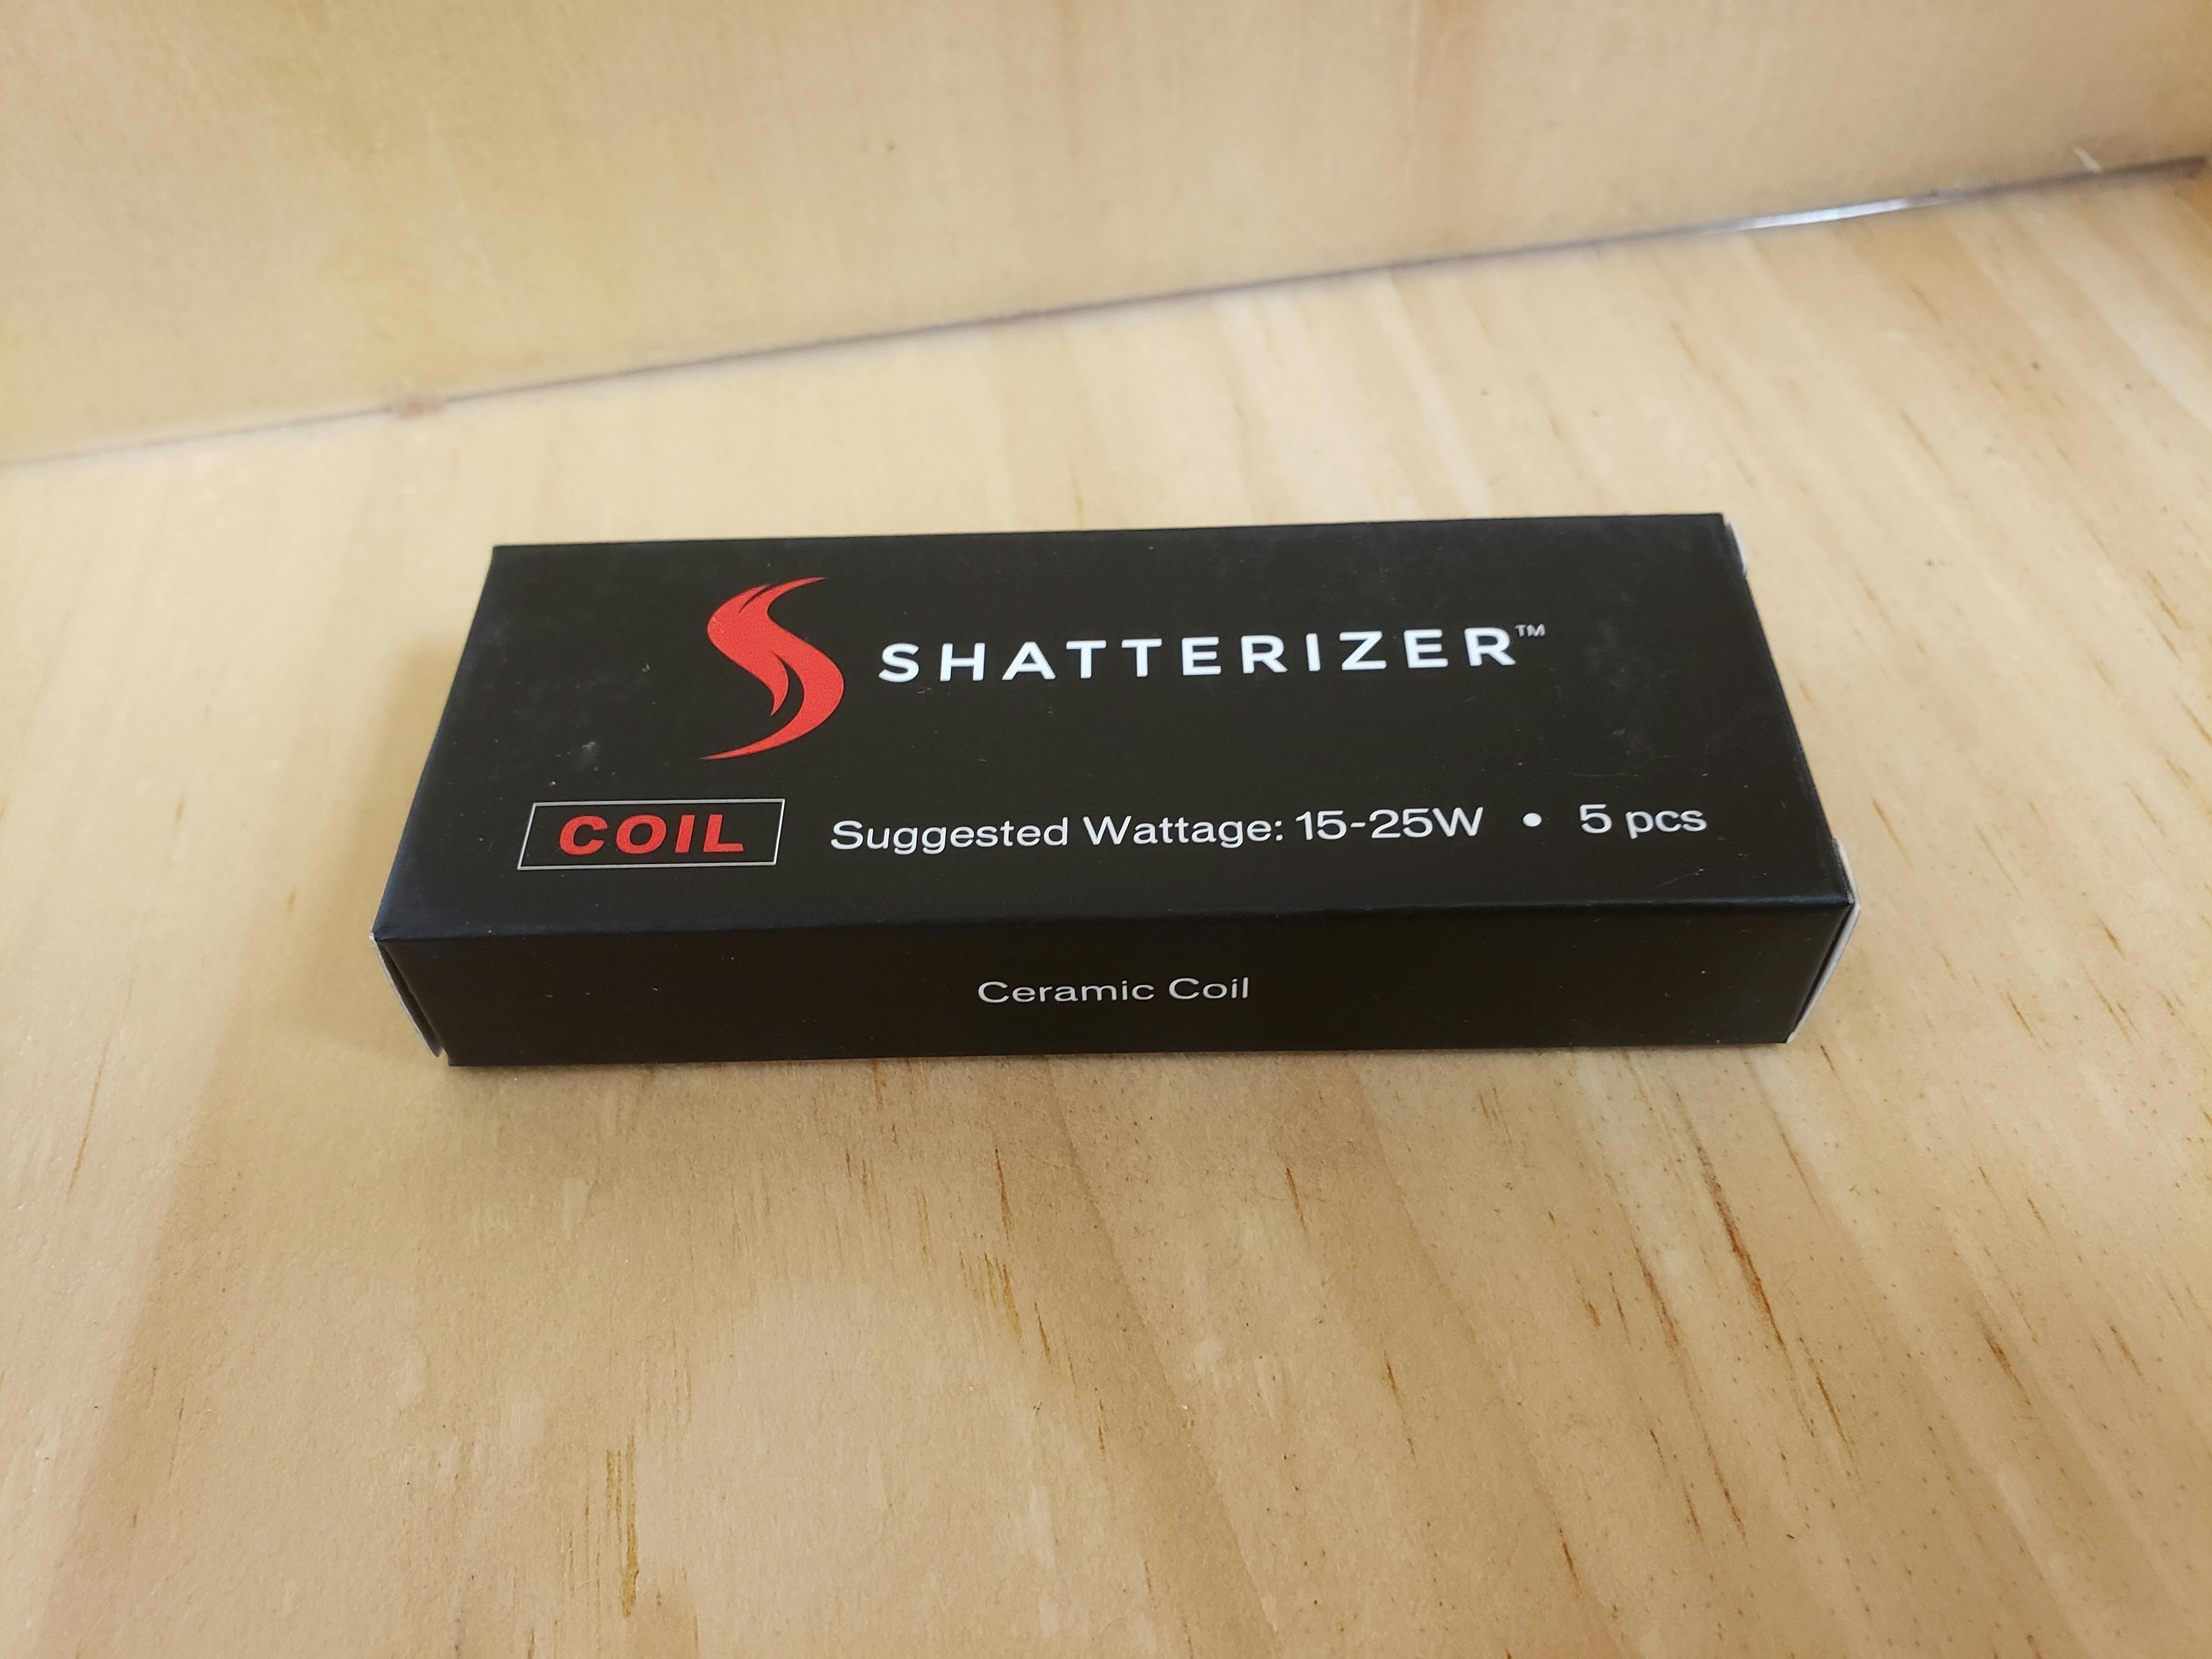 SHATTERIZER™
COIL Suggested Wattage: 15-25W • 5 pcs
Ceramic Coil